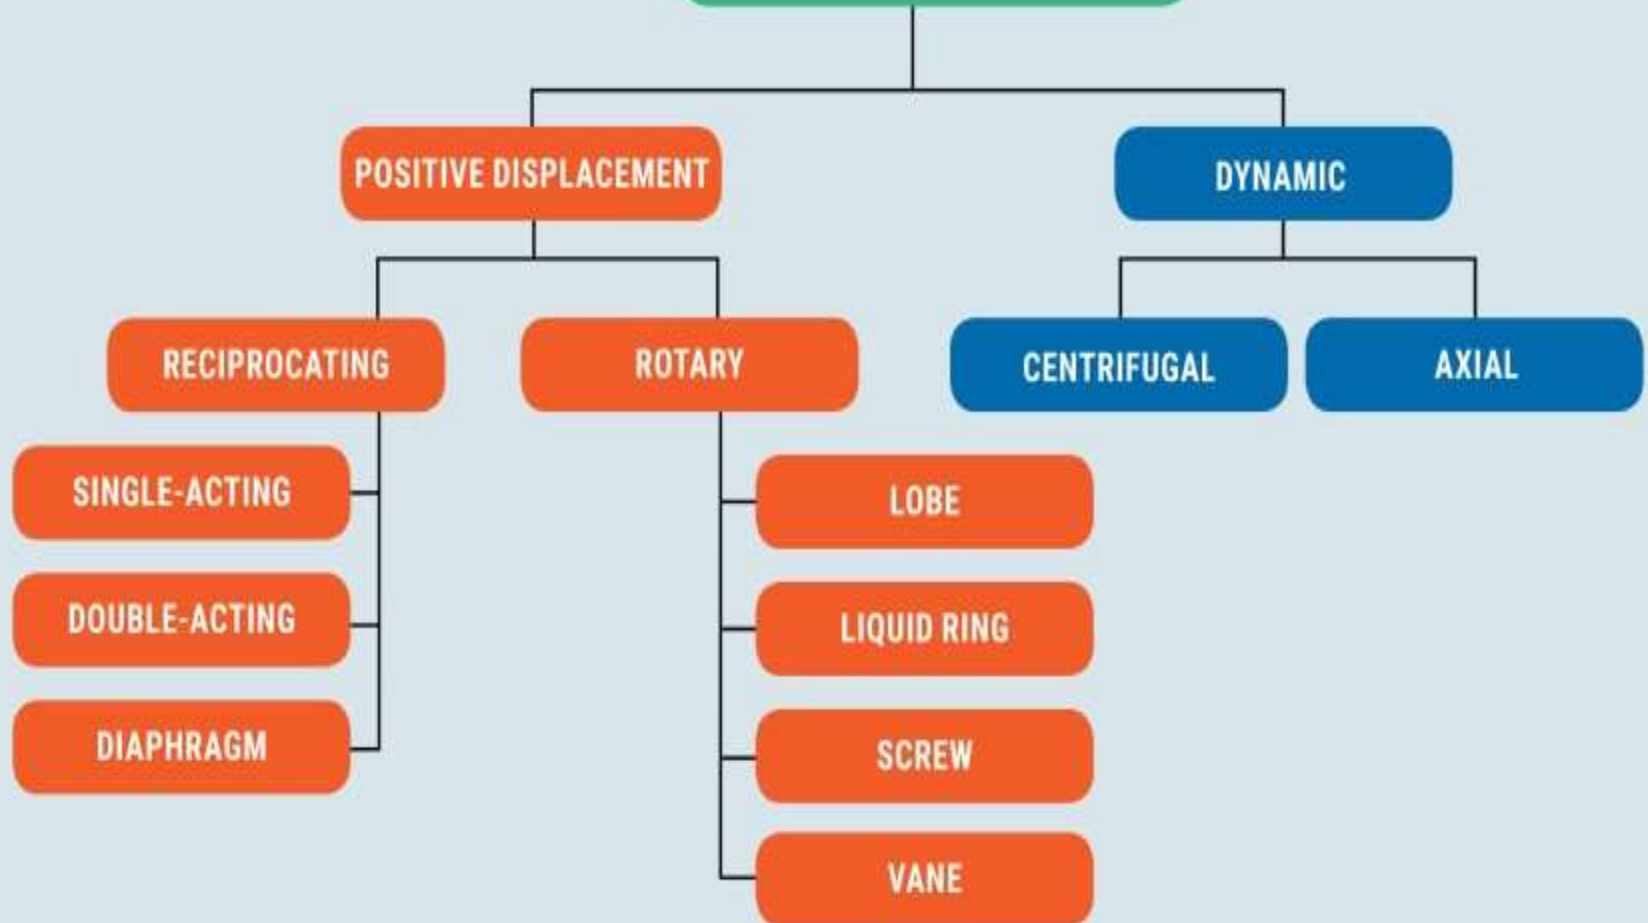 POSITIVE DISPLACEMENT
DYNAMIC
RECIPROCATING
ROTARY
CENTRIFUGAL
AXIAL
SINGLE-ACTING
DOUBLE-ACTING
DIAPHRAGM
LOBE
LIQUID RING
SCREW
VANE